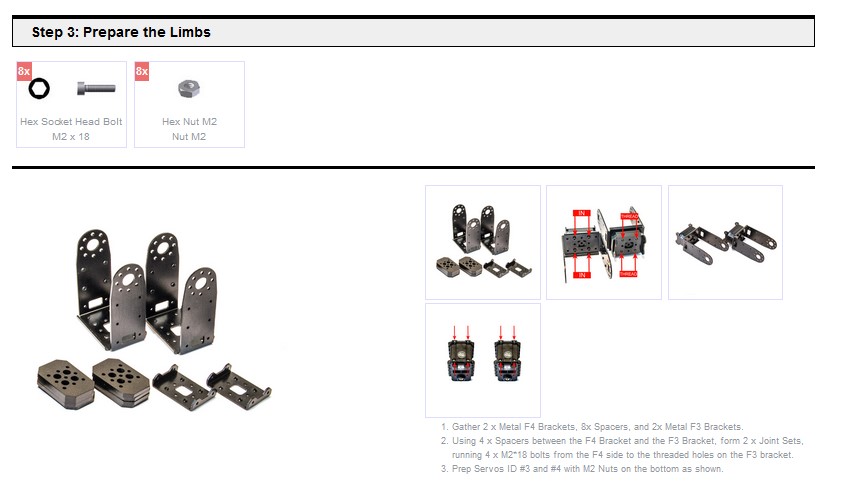 Step 3: Prepare the Limbs
8x
Hex Socket Head Bolt
M2 x 18
8x
Hex Nut M2
Nut M2
IN
THREAD
IN
THREAD
1. Gather 2 x Metal F4 Brackets, 8x Spacers, and 2x Metal F3 Brackets.
2. Using 4 x Spacers between the F4 Bracket and the F3 Bracket, form 2 x Joint Sets,
running 4 x M2*18 bolts from the F4 side to the threaded holes on the F3 bracket.
3. Prep Servos ID #3 and #4 with M2 Nuts on the bottom as shown.